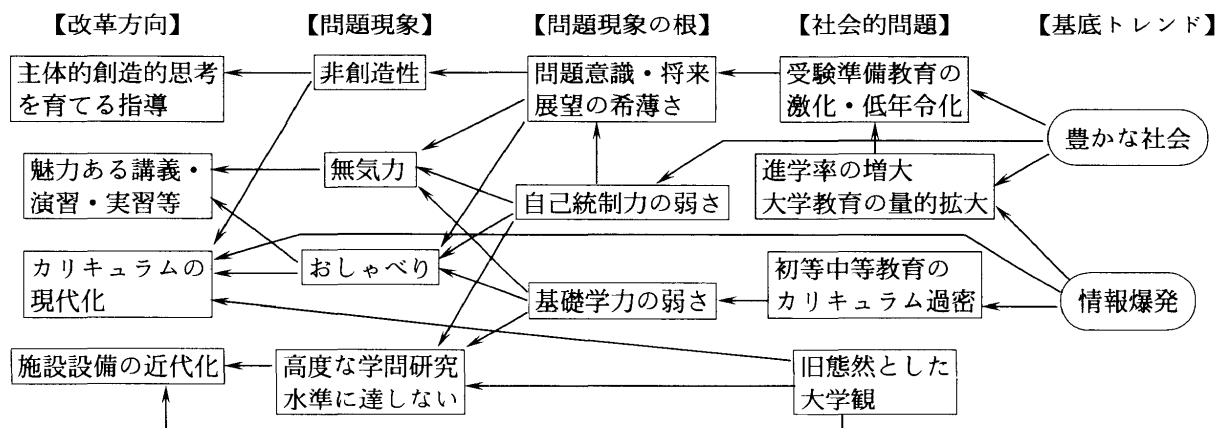 【改革方向】
【問題現象】
【問題現象の根】
【社会的問題】
【基底トレンド】
主体的創造的思考
を育てる指導
非創造性
問題意識・将来
展望の希薄さ
受験準備教育の
激化・低年令化
豊かな社会
魅力ある講義・
演習・実習等
無気力
自己統制力の弱さ
進学率の増大
大学教育の量的拡大
カリキュラムの
現代化
おしゃべり
基礎学力の弱さ
初等中等教育の
カリキュラム過密
情報爆発
施設設備の近代化
高度な学問研究
水準に達しない
旧態然とした
大学観